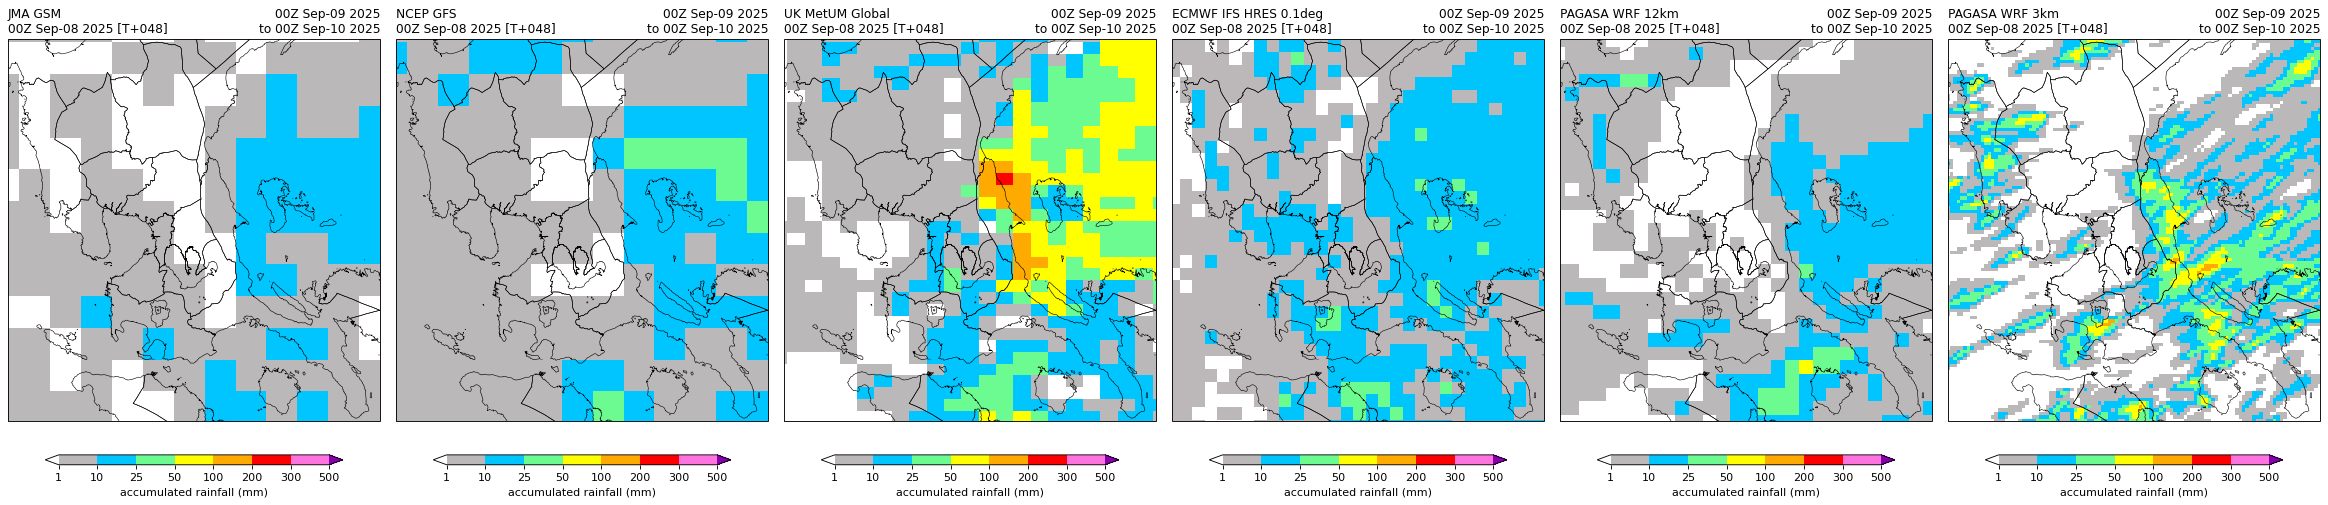 JMA GSM 00Z Sep-09 2025
00Z Sep-08 2025 [T+048] to 00Z Sep-10 2025
1 10 25 50 100 200 300 500
accumulated rainfall (mm)
NCEP GFS 00Z Sep-09 2025
00Z Sep-08 2025 [T+048] to 00Z Sep-10 2025
1 10 25 50 100 200 300 500
accumulated rainfall (mm)
UK MetUM Global 00Z Sep-09 2025
00Z Sep-08 2025 [T+048] to 00Z Sep-10 2025
1 10 25 50 100 200 300 500
accumulated rainfall (mm)
ECMWF IFS HRES 0.1deg 00Z Sep-09 2025
00Z Sep-08 2025 [T+048] to 00Z Sep-10 2025
1 10 25 50 100 200 300 500
accumulated rainfall (mm)
PAGASA WRF 12km 00Z Sep-09 2025
00Z Sep-08 2025 [T+048] to 00Z Sep-10 2025
1 10 25 50 100 200 300 500
accumulated rainfall (mm)
PAGASA WRF 3km 00Z Sep-09 2025
00Z Sep-08 2025 [T+048] to 00Z Sep-10 2025
1 10 25 50 100 200 300 500
accumulated rainfall (mm)